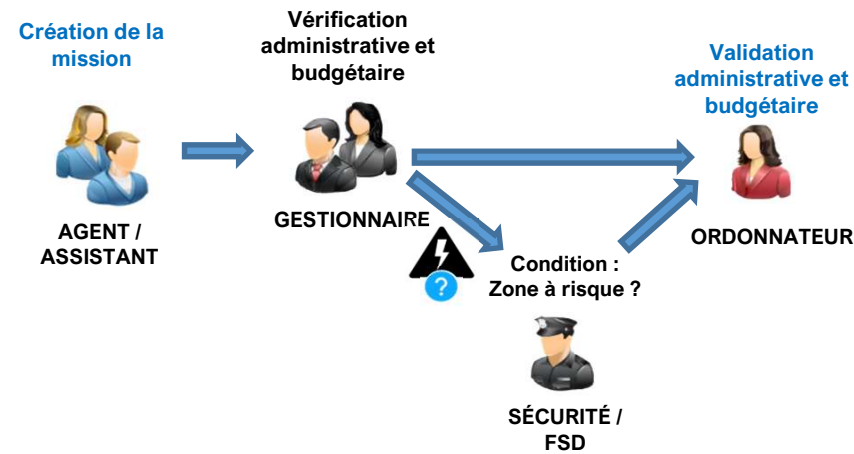 Création de la
mission
Vérification
administrative et
budgétaire
Validation
administrative et
budgétaire
AGENT /
ASSISTANT
GESTIONNAIRE
ORDONNATEUR
?
Condition :
Zone à risque ?
SÉCURITÉ /
FSD